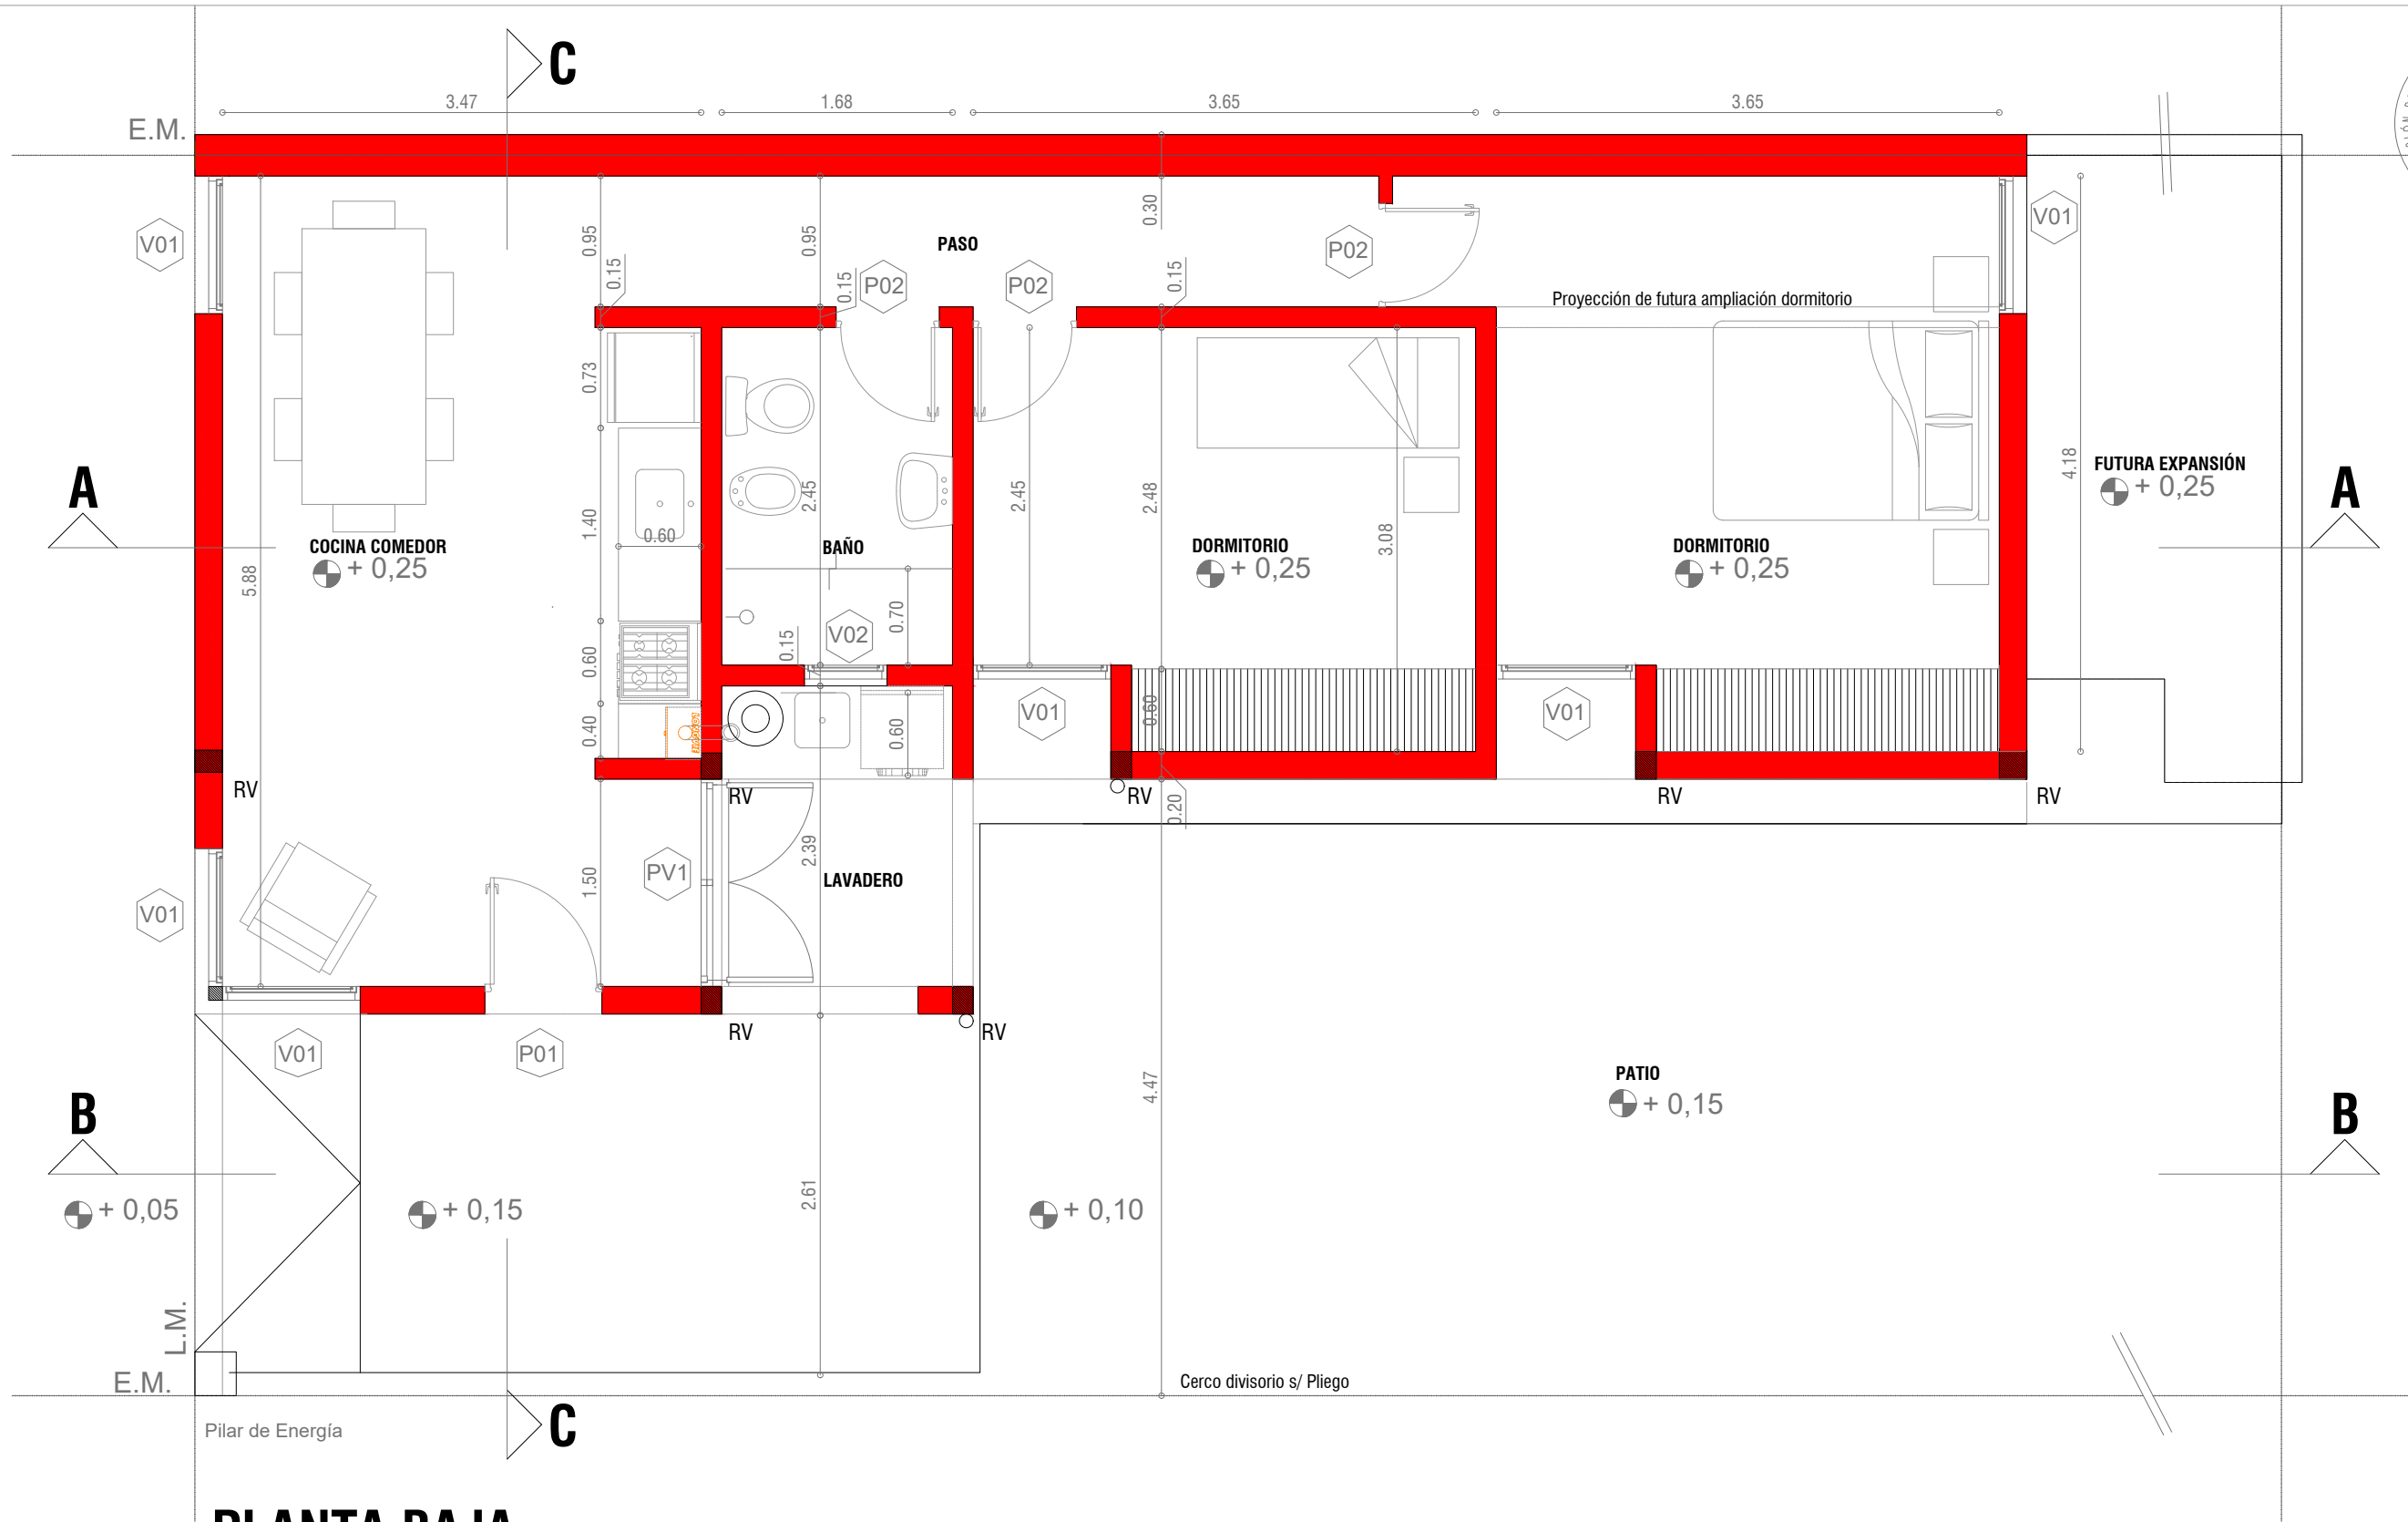 C
3.47
1.68
3.65
3.65
E.M.
0.30
V01
0.95
0.95
PASO
P02
V01
0.15
0.15
P02
P02
0.15
Proyección de futura ampliación dormitorio
0.73
A
2.45
2.45
2.48
4.18
FUTURA EXPANSIÓN
+ 0,25
A
1.40
0.60
3.08
COCINA COMEDOR
+ 0,25
BAÑO
DORMITORIO
+ 0,25
DORMITORIO
+ 0,25
5.88
0.70
V02
0.15
0.60
V01
0.60
V01
0.40
0.60
RV
RV
RV
RV
RV
0.20
2.39
PV1
1.50
LAVADERO
V01
RV
RV
V01
P01
PATIO
+ 0,15
4.47
B
B
+ 0,05
+ 0,15
2.61
+ 0,10
L.M.
E.M.
Cerco divisorio s/ Pliego
C
Pilar de Energía
PLANTA BAJA